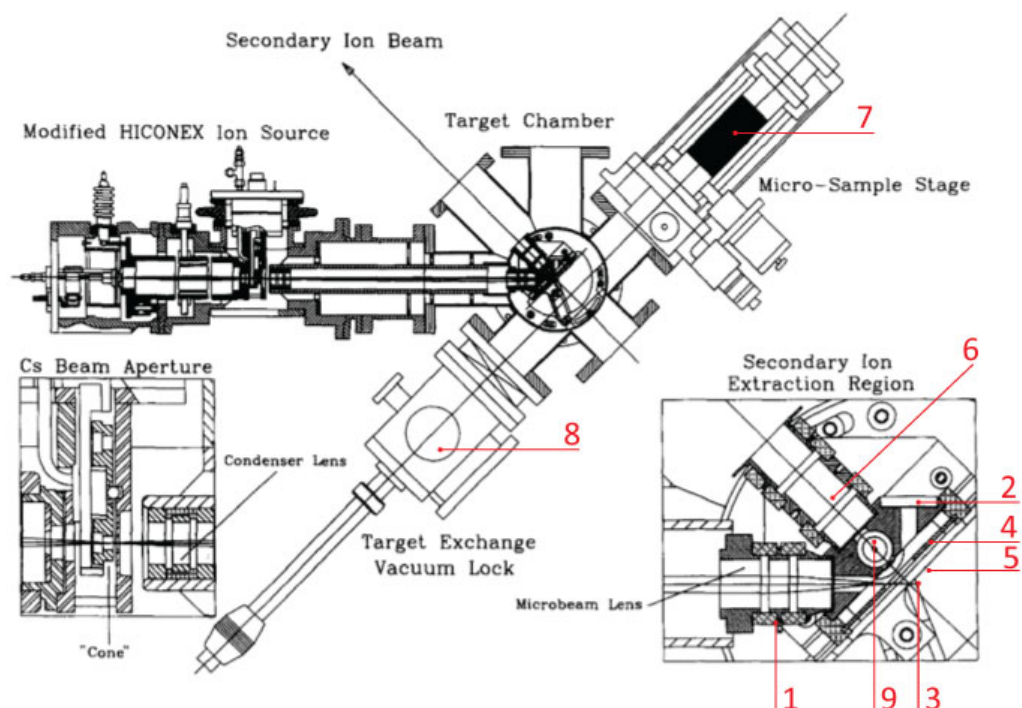 Secondary Ion Beam
Modified HICONEX Ion Source
Target Chamber
7
Micro-Sample Stage
Cs Beam Aperture
Condenser Lens
"Cone"
8
Target Exchange
Vacuum Lock
Secondary Ion
Extraction Region
6
2
4
5
Microbeam Lens
1
9
3